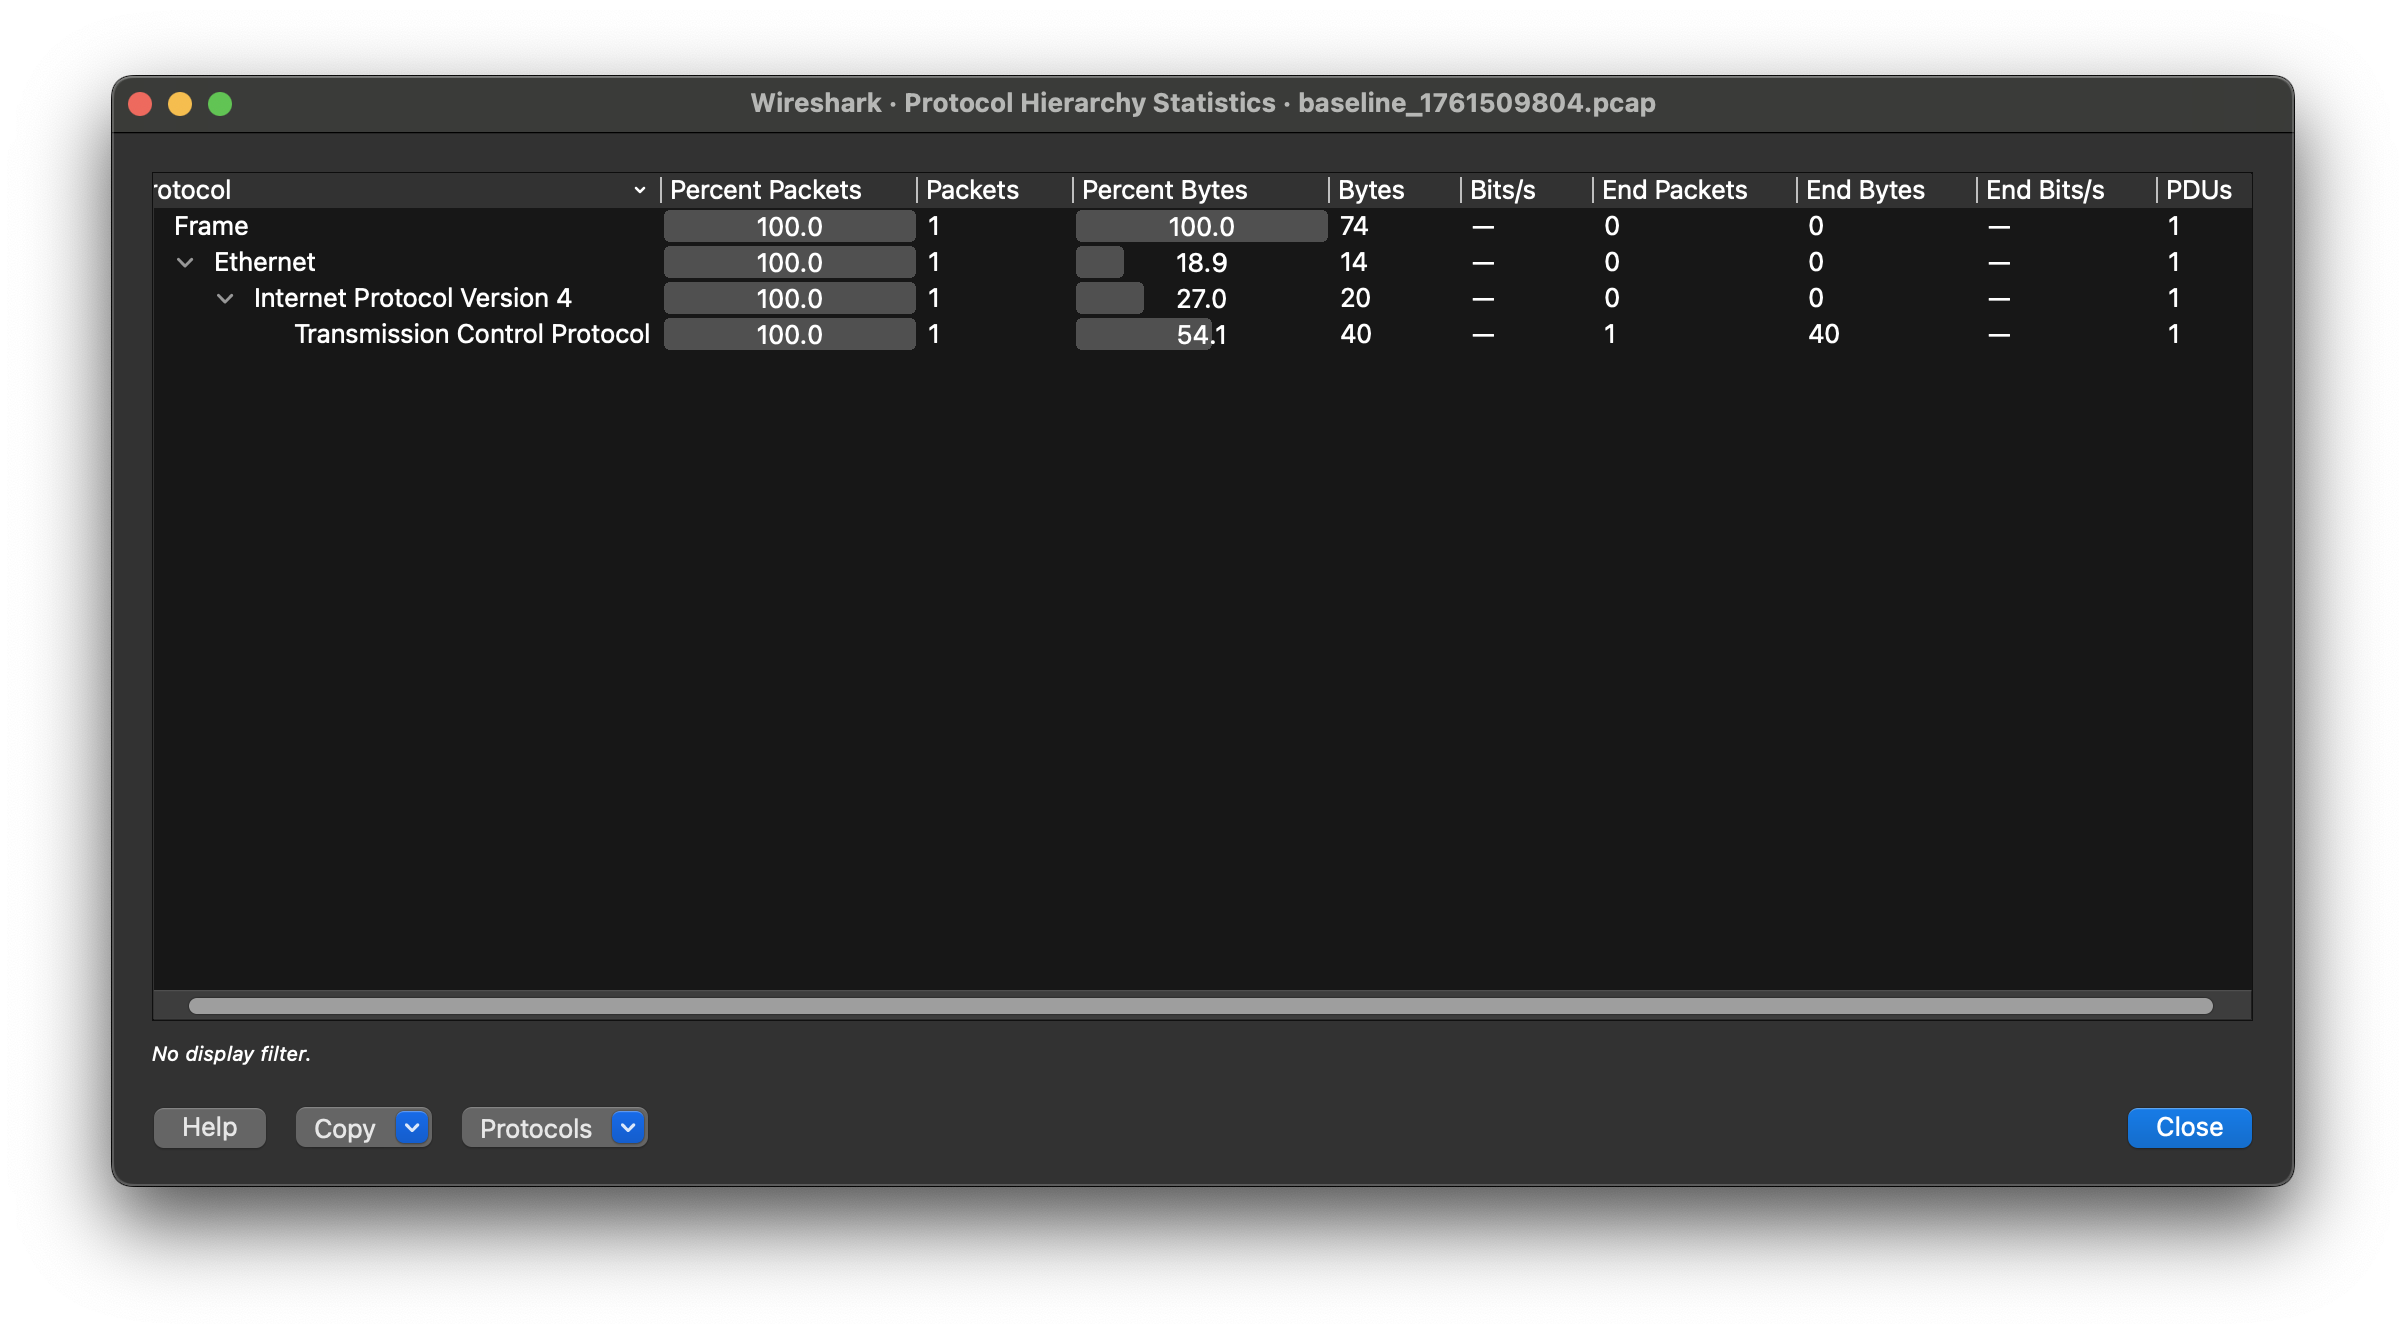 Wireshark · Protocol Hierarchy Statistics · baseline_1761509804.pcap
rotocol Percent Packets Packets Percent Bytes Bytes Bits/s End Packets End Bytes End Bits/s PDUs
Frame 100.0 1 100.0 74 — 0 0 — 1
Ethernet 100.0 1 18.9 14 — 0 0 — 1
Internet Protocol Version 4 100.0 1 27.0 20 — 0 0 — 1
Transmission Control Protocol 100.0 1 54.1 40 — 1 40 — 1
No display filter.
Help Copy Protocols Close